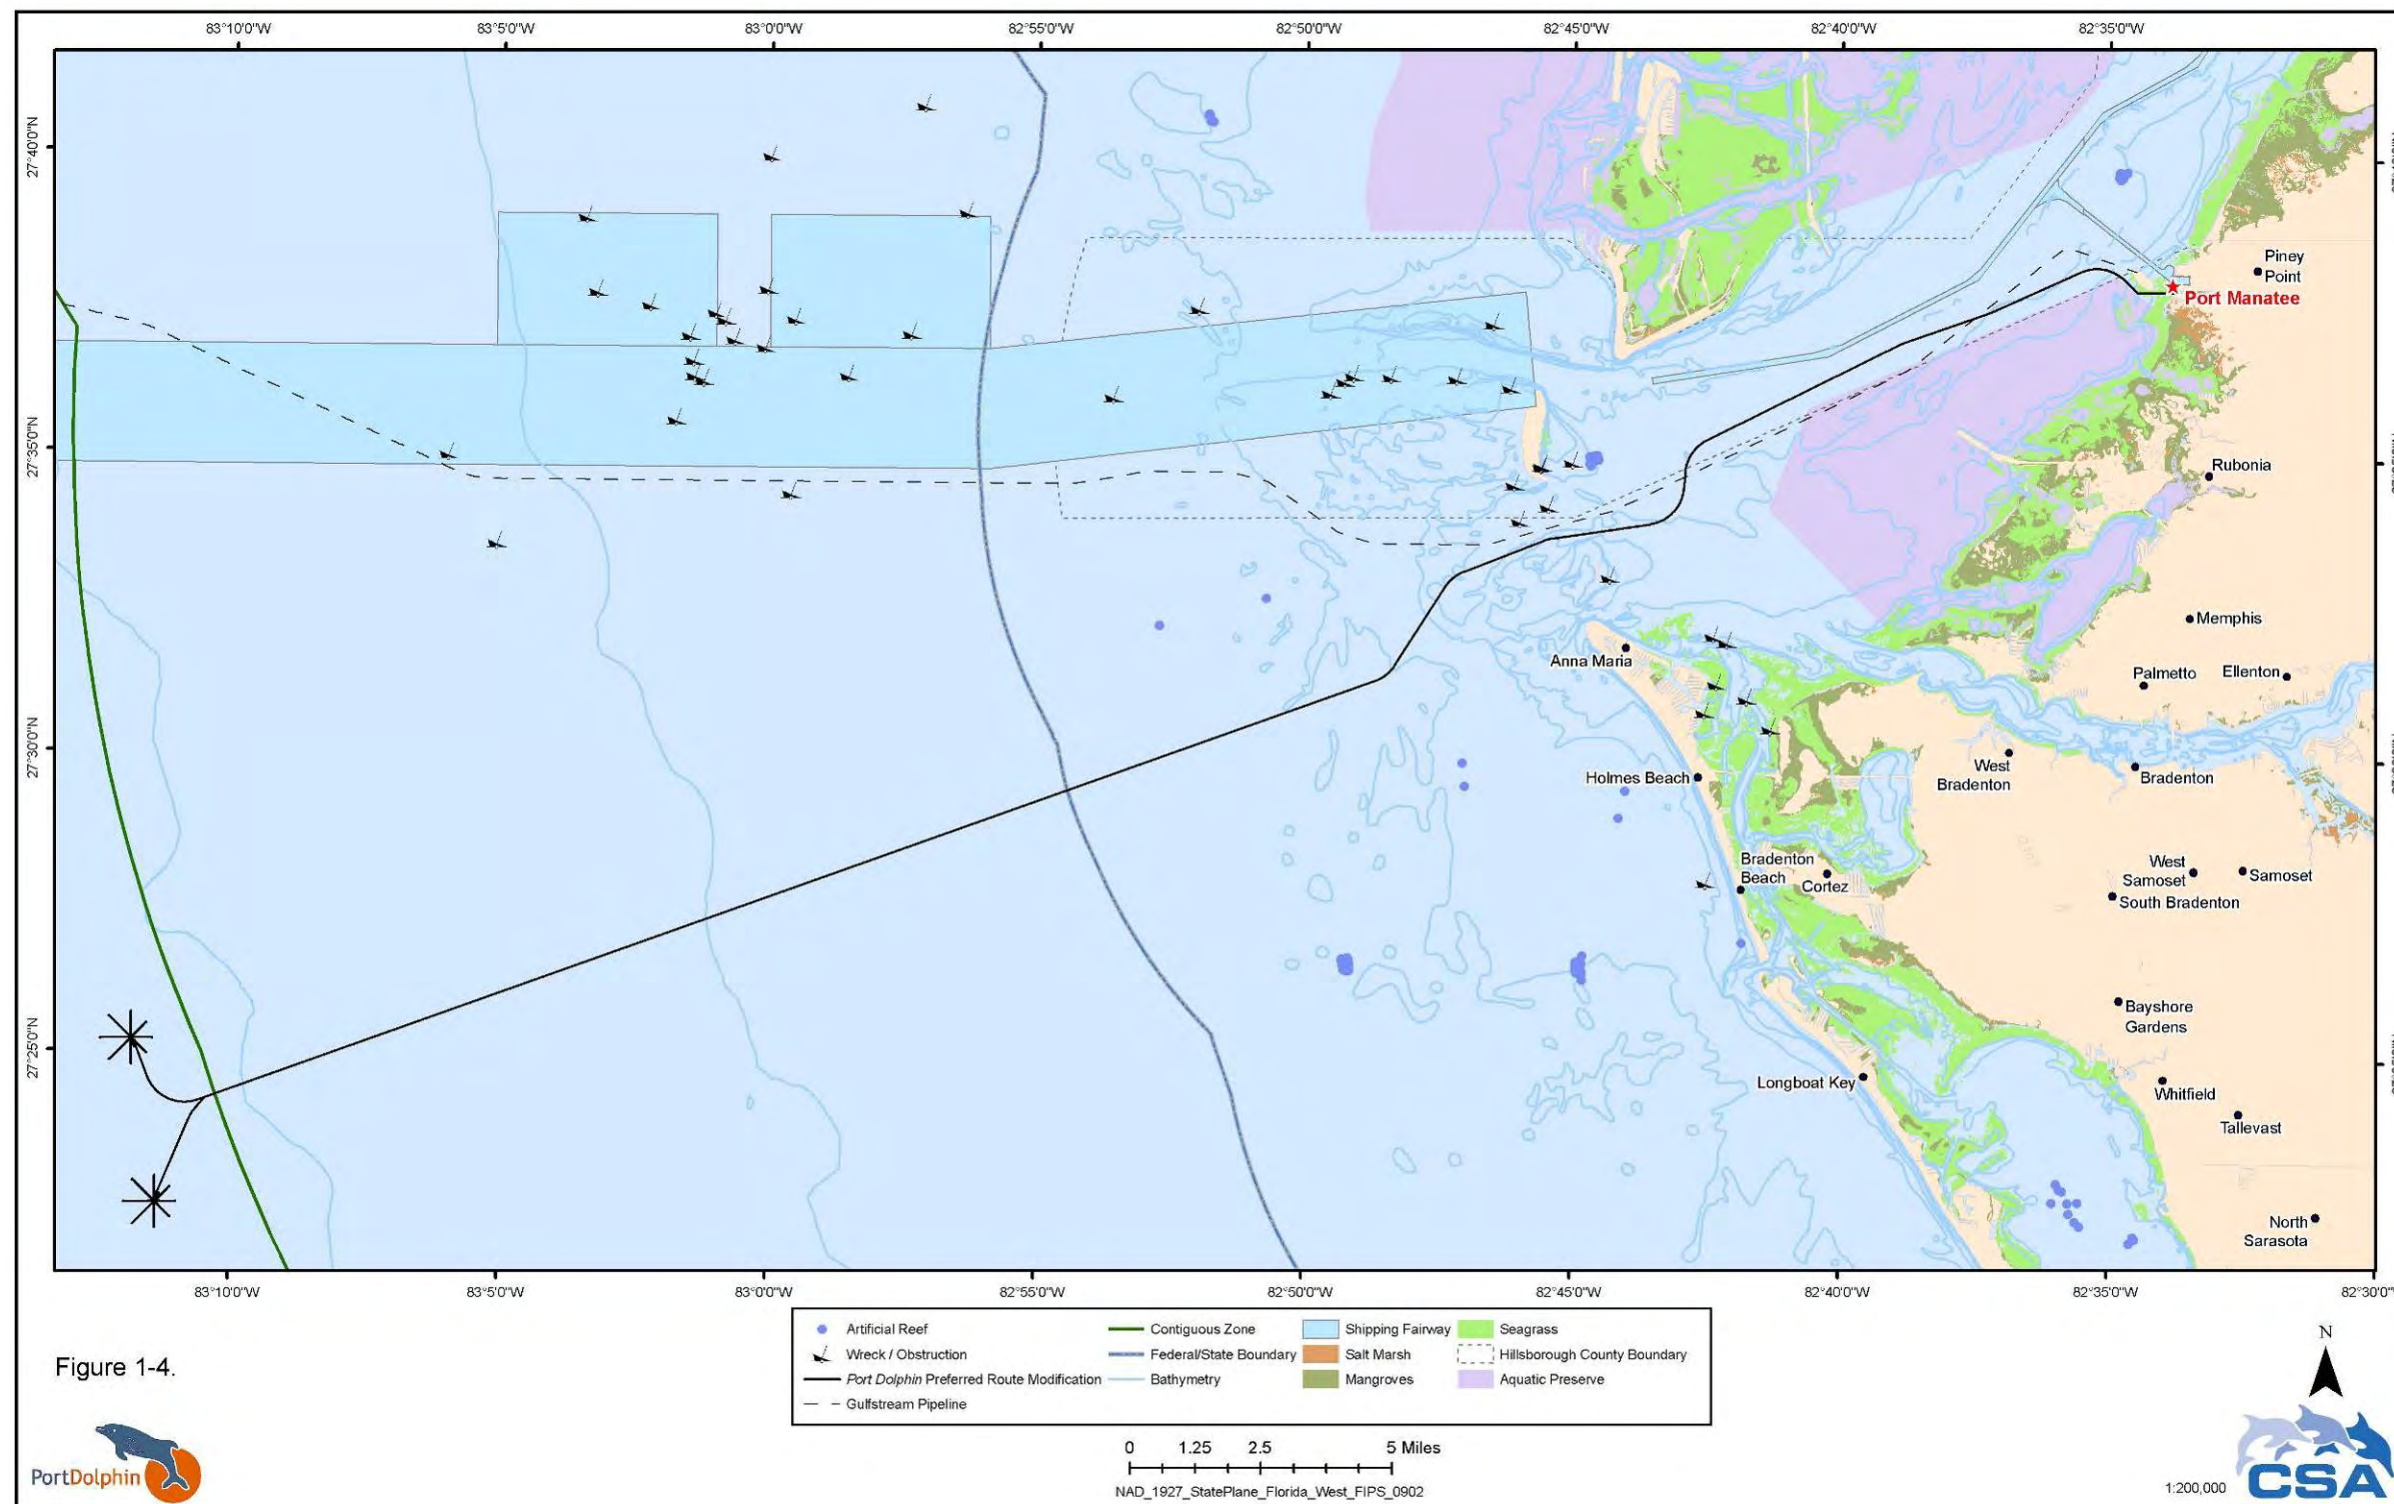 83°10'0"W 83°5'0"W 83°0'0"W 82°55'0"W 82°50'0"W 82°45'0"W 82°40'0"W 82°35'0"W
27°40'0"N
27°35'0"N
27°30'0"N
27°25'0"N
Piney
Point
Port Manatee
Rubonia
Memphis
Anna Maria
Palmetto
Ellenton
Holmes Beach
West
Bradenton
Bradenton
Bradenton
Beach
Cortez
West
Samoset
Samoset
South Bradenton
Bayshore
Gardens
Longboat Key
Whitfield
Tallevast
North
Sarasota
83°10'0"W 83°5'0"W 83°0'0"W 82°55'0"W 82°50'0"W 82°45'0"W 82°40'0"W 82°35'0"W
Figure 1-4.
Artificial Reef
Wreck / Obstruction
Port Dolphin Preferred Route Modification
Gulfstream Pipeline
Contiguous Zone
Federal/State Boundary
Bathymetry
Shipping Fairway
Salt Marsh
Mangroves
Seagrass
Hillsborough County Boundary
Aquatic Preserve
N
PortDolphin
0 1.25 2.5 5 Miles
NAD_1927_StatePlane_Florida_West_FIPS_0902
1:200,000
CSA